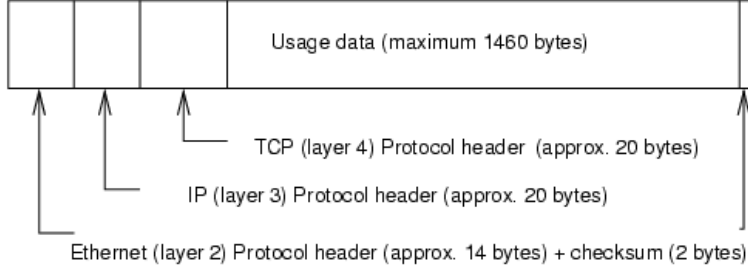 Usage data (maximum 1460 bytes)
TCP (layer 4) Protocol header (approx. 20 bytes)
IP (layer 3) Protocol header (approx. 20 bytes)
Ethernet (layer 2) Protocol header (approx. 14 bytes) + checksum (2 bytes)